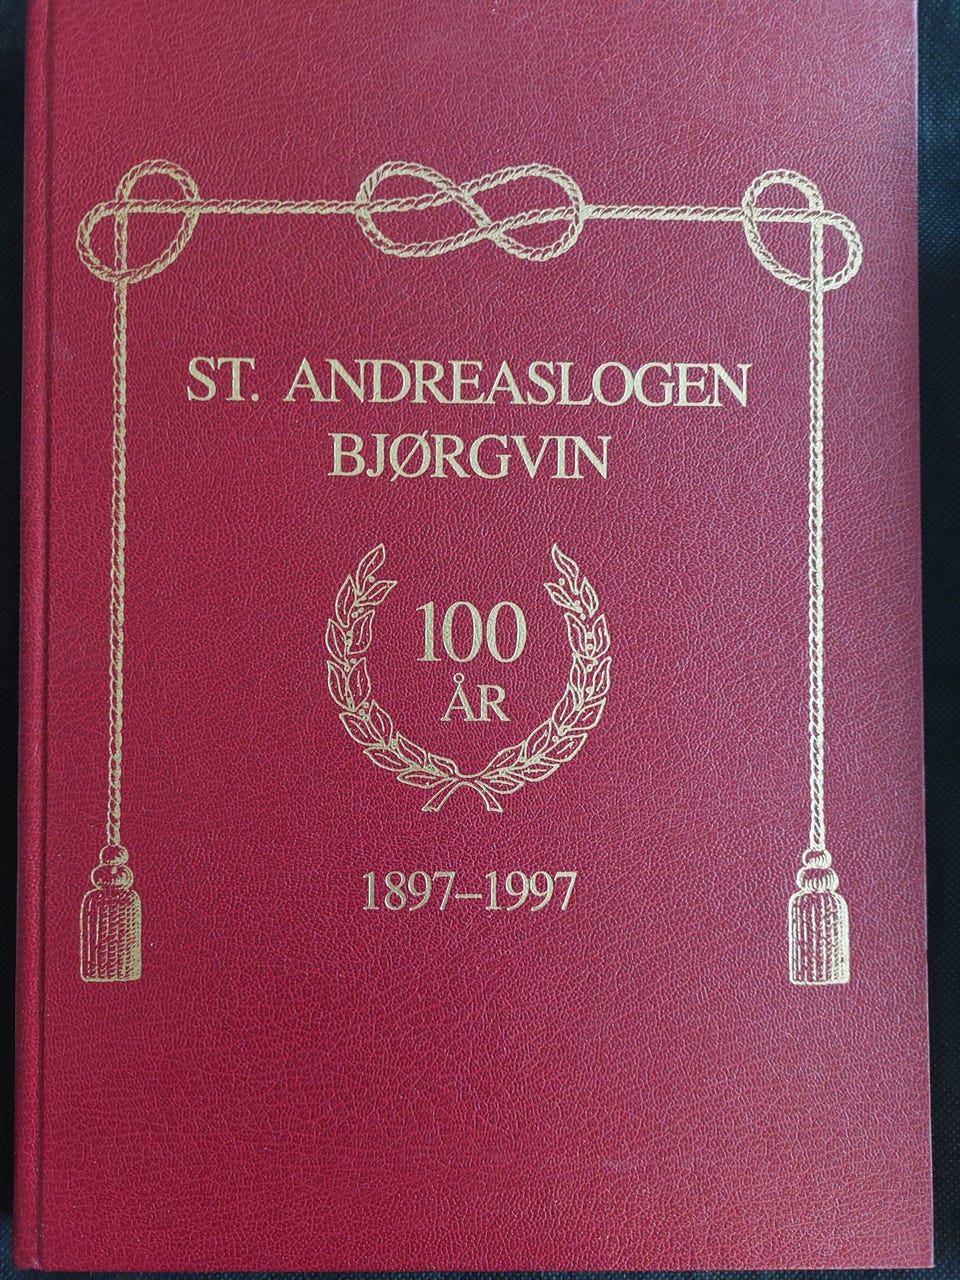 ST. ANDREASLOGEN
BJØRGVIN
100
ÅR
1897–1997